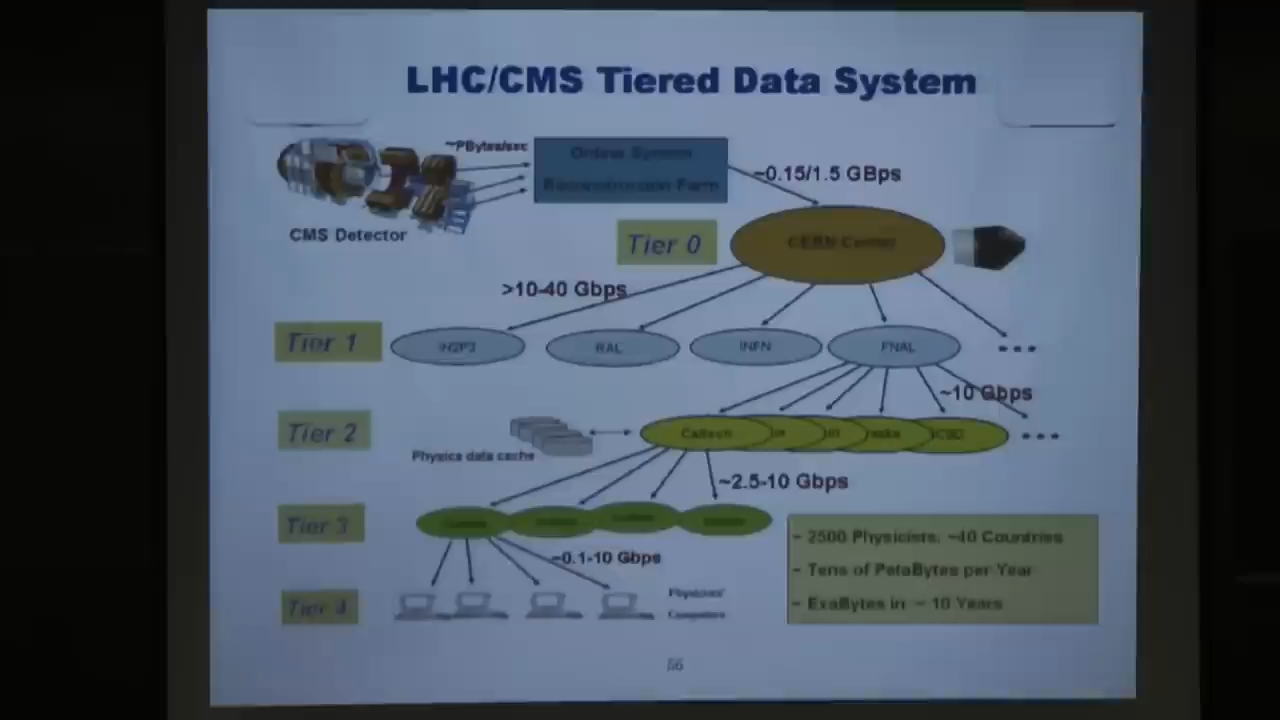 LHC/CMS Tiered Data System
~PBytes/sec
Online System
Reconstruction Farm
~0.15/1.5 GBps
CMS Detector
Tier 0
CERN Center
>10-40 Gbps
Tier 1
IN2P3
RAL
INFN
FNAL
...
~10 Gbps
Tier 2
Caltech
UCSD
...
Physics data cache
~2.5-10 Gbps
Tier 3
~0.1-10 Gbps
- 2500 Physicists, ~40 Countries
- Tens of PetaBytes per Year
- ExaBytes in ~ 10 Years
Tier 4
Physicists'
Computers
56